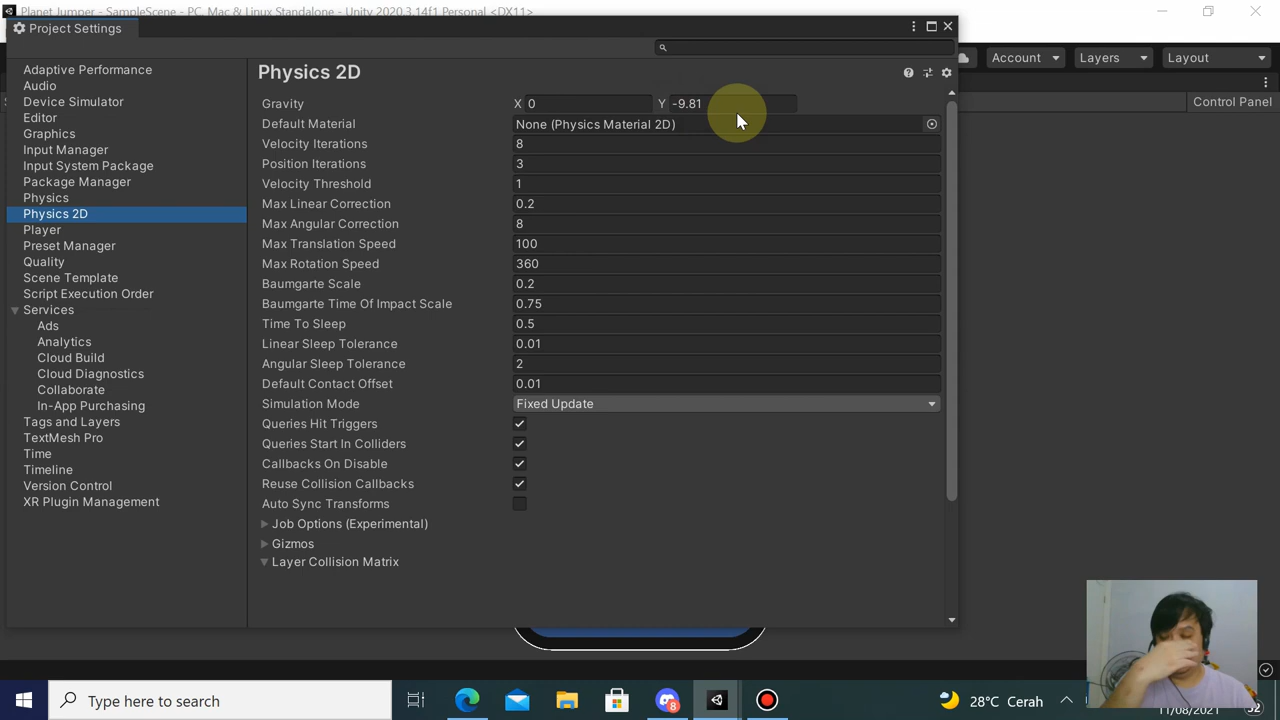 Planet Jumper - SampleScene - PC, Mac & Linux Standalone - Unity 2020.3.14f1 Personal <DX11>
Project Settings
Account
Layers
Layout
Control Panel
Adaptive Performance
Audio
Device Simulator
Editor
Graphics
Input Manager
Input System Package
Package Manager
Physics
Physics 2D
Player
Preset Manager
Quality
Scene Template
Script Execution Order
Services
Ads
Analytics
Cloud Build
Cloud Diagnostics
Collaborate
In-App Purchasing
Tags and Layers
TextMesh Pro
Time
Timeline
Version Control
XR Plugin Management
Physics 2D
Gravity X 0 Y -9.81
Default Material None (Physics Material 2D)
Velocity Iterations 8
Position Iterations 3
Velocity Threshold 1
Max Linear Correction 0.2
Max Angular Correction 8
Max Translation Speed 100
Max Rotation Speed 360
Baumgarte Scale 0.2
Baumgarte Time Of Impact Scale 0.75
Time To Sleep 0.5
Linear Sleep Tolerance 0.01
Angular Sleep Tolerance 2
Default Contact Offset 0.01
Simulation Mode Fixed Update
Queries Hit Triggers
Queries Start In Colliders
Callbacks On Disable
Reuse Collision Callbacks
Auto Sync Transforms
Job Options (Experimental)
Gizmos
Layer Collision Matrix
Type here to search
8
28°C Cerah
11/08/2021